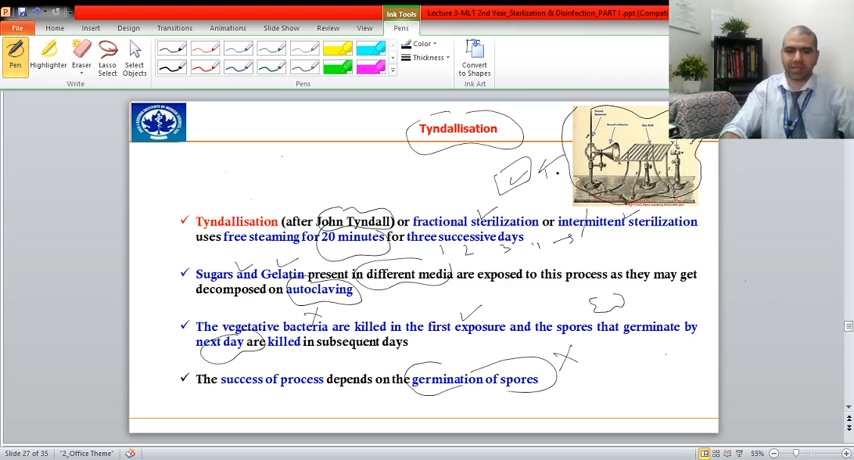 Ink Tools
Lecture 3-MLT 2nd Year_Sterlization & Disinfection_PART I .ppt [Compati
File Home Insert Design Transitions Animations Slide Show Review View Pens
Pen Highlighter Eraser Lasso Select
Select Objects
Color
Thickness
Convert
to Shapes
Write Pens Ink Art
Tyndallisation
✓ Tyndallisation (after John Tyndall) or fractional sterilization or intermittent sterilization
uses free steaming for 20 minutes for three successive days
1 2 3
✓ Sugars and Gelatin present in different media are exposed to this process as they may get
decomposed on autoclaving
✓ The vegetative bacteria are killed in the first exposure and the spores that germinate by
next day are killed in subsequent days
✓ The success of process depends on the germination of spores
Slide 27 of 35 "2_Office Theme" 55%